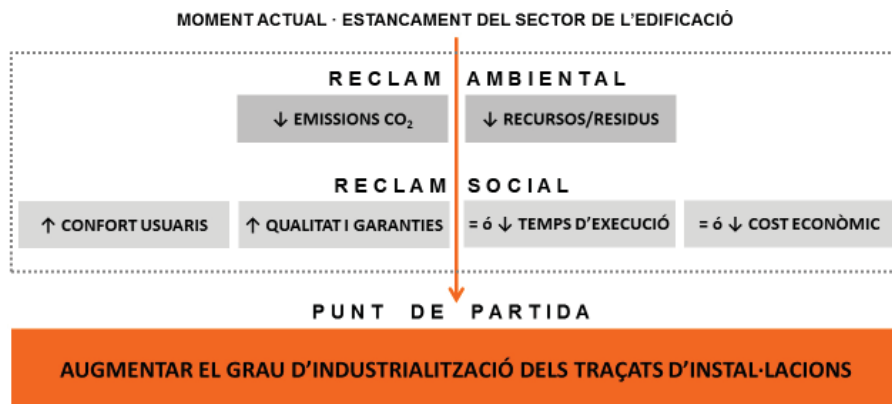 MOMENT ACTUAL · ESTANCAMENT DEL SECTOR DE L'EDIFICACIÓ
RECLAM AMBIENTAL
↓ EMISSIONS CO₂
↓ RECURSOS/RESIDUS
RECLAM SOCIAL
↑ CONFORT USUARIS
↑ QUALITAT I GARANTIES
= ó ↓ TEMPS D'EXECUCIÓ
= ó ↓ COST ECONÒMIC
PUNT DE PARTIDA
AUGMENTAR EL GRAU D'INDUSTRIALITZACIÓ DELS TRAÇATS D'INSTAL·LACIONS